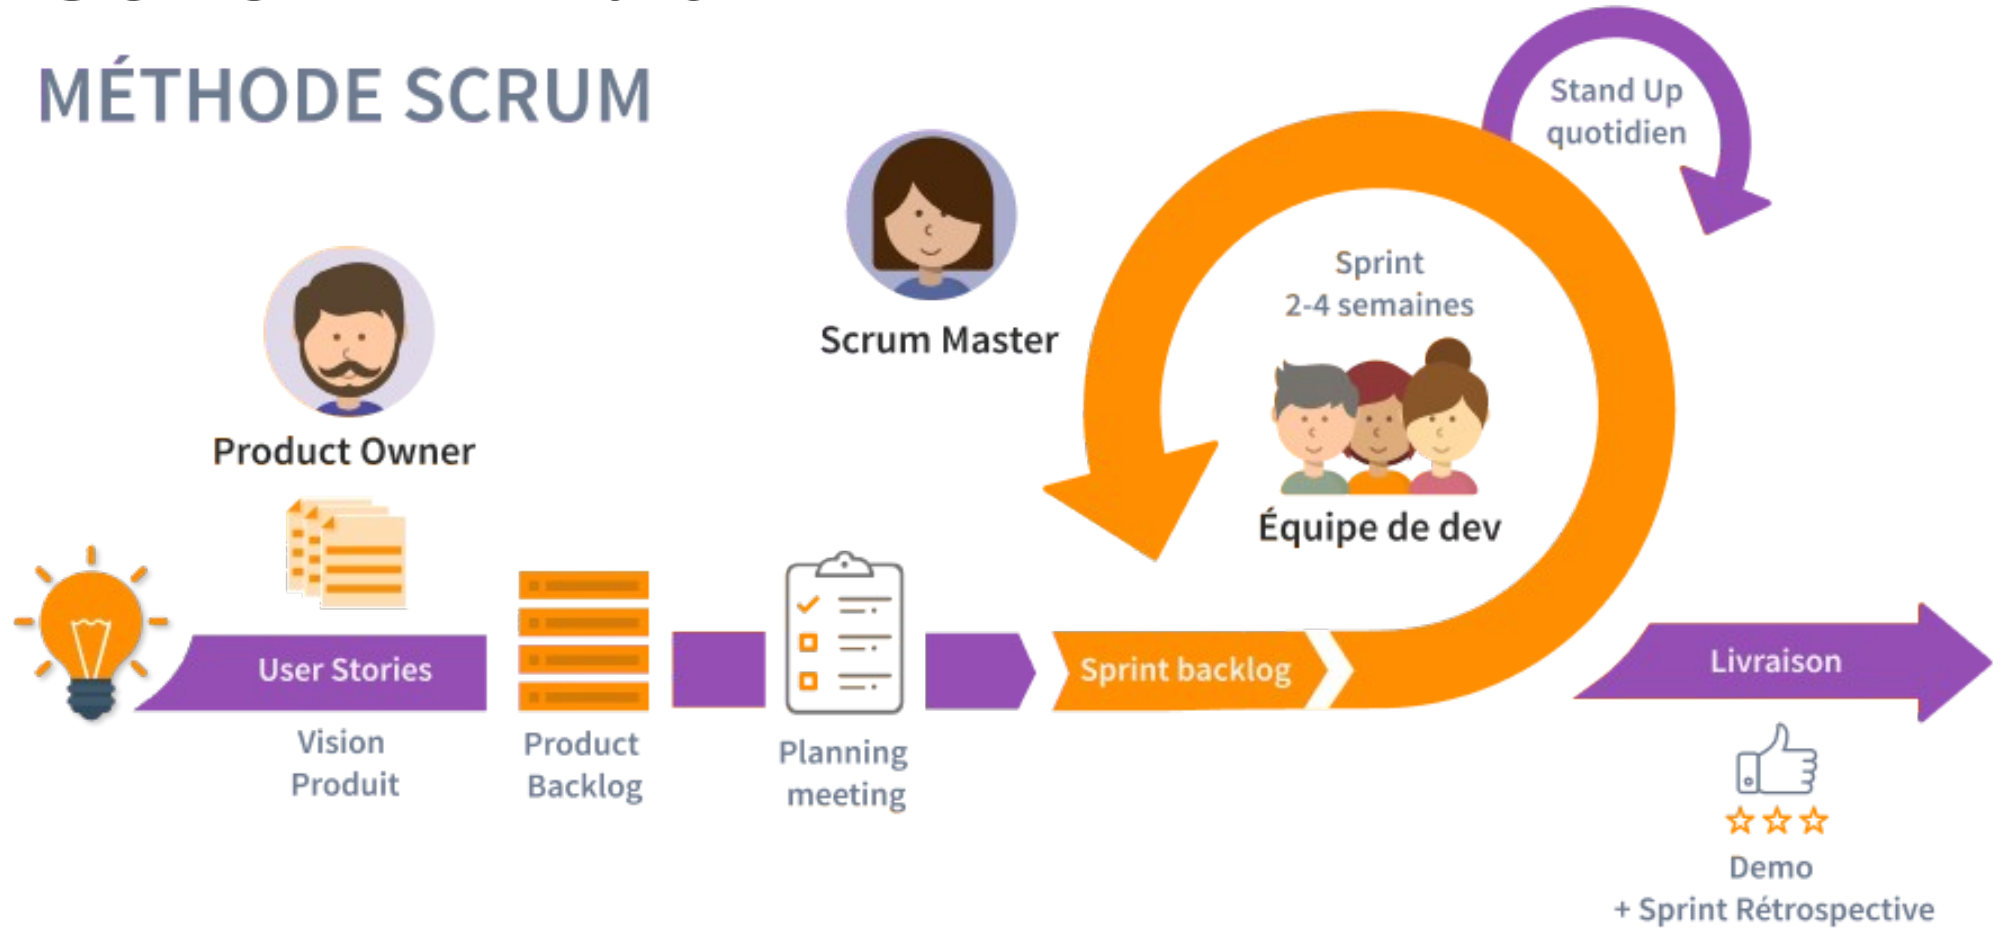 MÉTHODE SCRUM
Stand Up
quotidien
Sprint
2-4 semaines
Scrum Master
Product Owner
Équipe de dev
User Stories
Sprint backlog
Livraison
Vision
Produit
Product
Backlog
Planning
meeting
Demo
+ Sprint Rétrospective